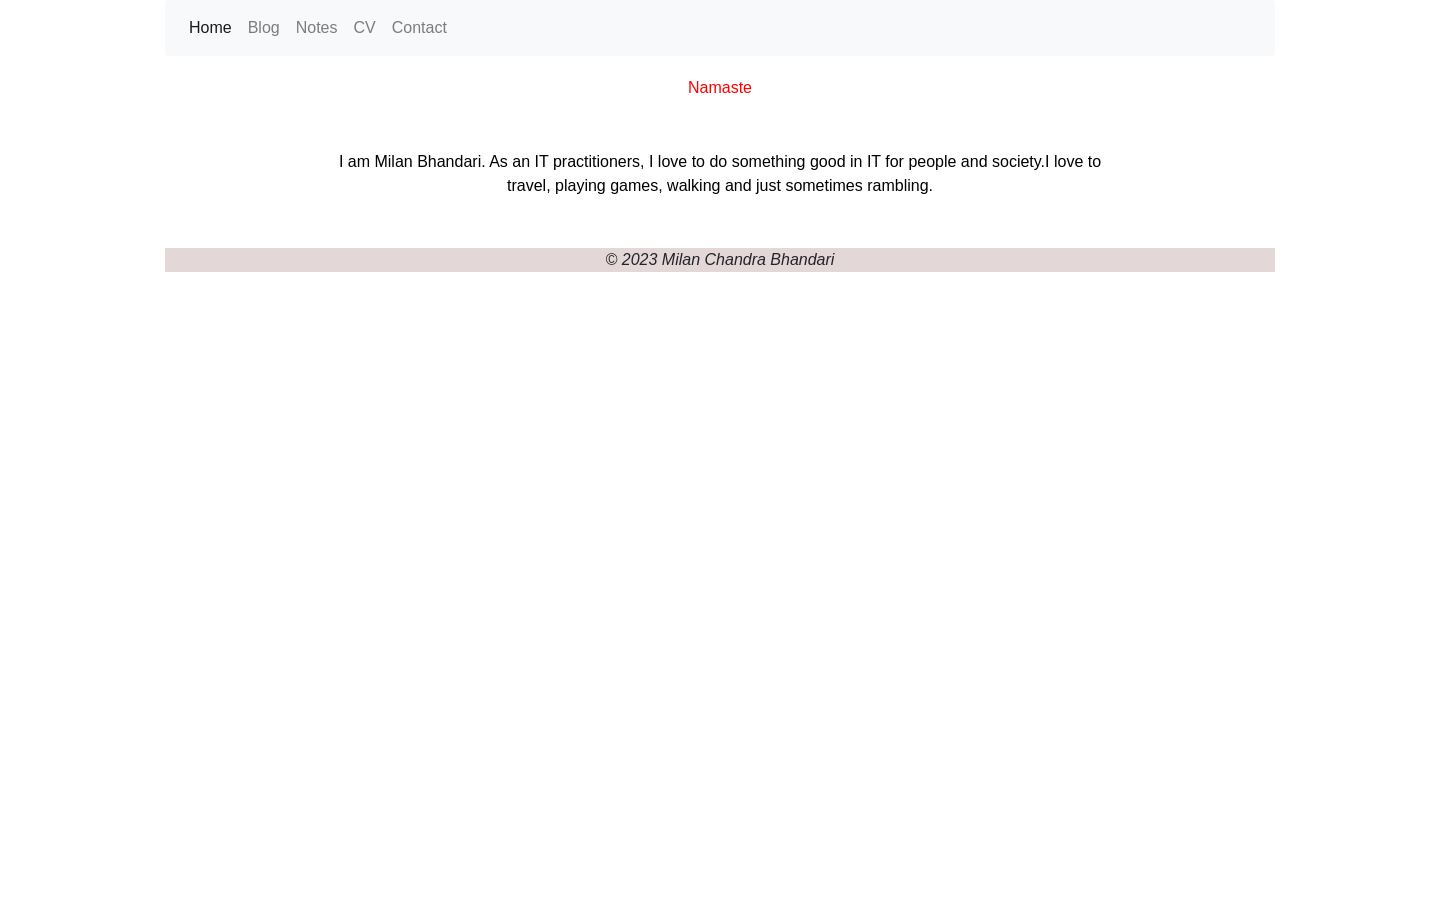 Home Blog Notes CV Contact
Namaste
I am Milan Bhandari. As an IT practitioners, I love to do something good in IT for people and society.I love to
travel, playing games, walking and just sometimes rambling.
© 2023 Milan Chandra Bhandari